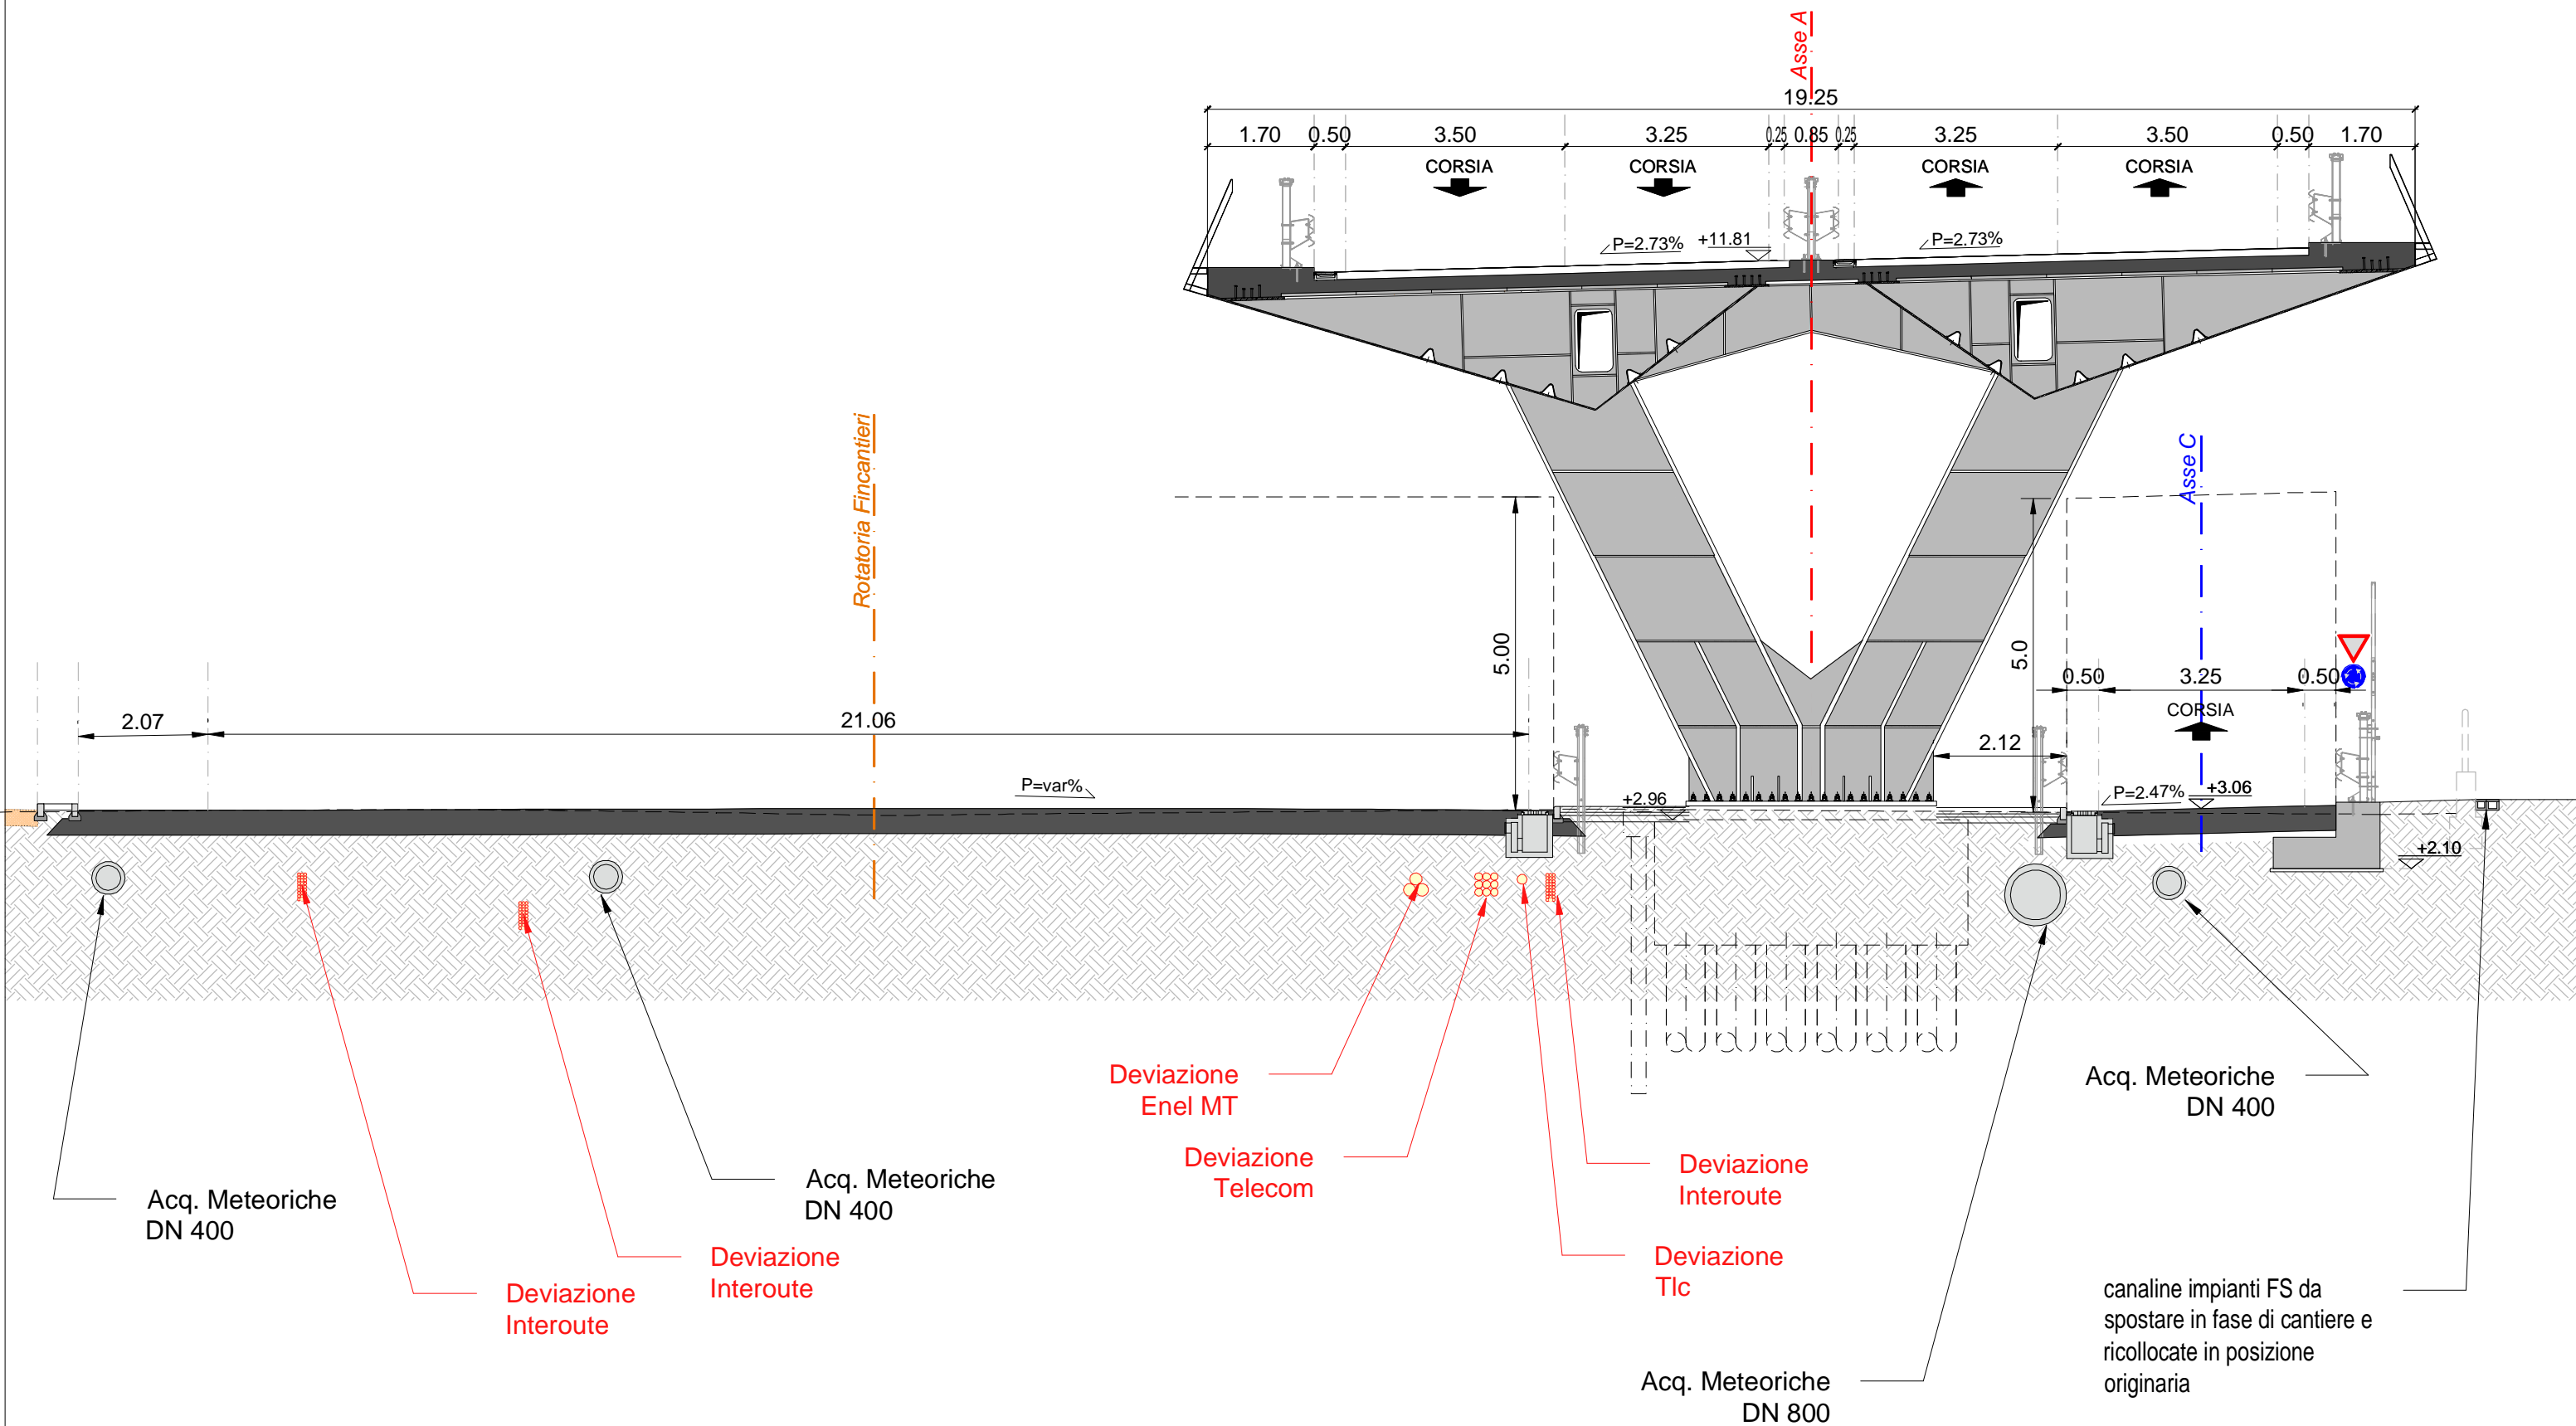 Asse A
19.25
1.70 0.50 3.50 3.25 0.25 0.85 0.25 3.25 3.50 0.50 1.70
CORSIA CORSIA CORSIA CORSIA
P=2.73% +11.81 P=2.73%
Rotatoria Fincantieri
Asse C
5.00
5.0
0.50 3.25 0.50
CORSIA
2.07 21.06
2.12
P=var%
+2.96
P=2.47% +3.06
+2.10
Deviazione
Enel MT
Acq. Meteoriche
DN 400
Deviazione
Telecom
Deviazione
Interoute
Acq. Meteoriche
DN 400
Acq. Meteoriche
DN 400
Deviazione
Interoute
Deviazione
Tlc
Deviazione
Interoute
canaline impianti FS da
spostare in fase di cantiere e
ricollocate in posizione
originaria
Acq. Meteoriche
DN 800